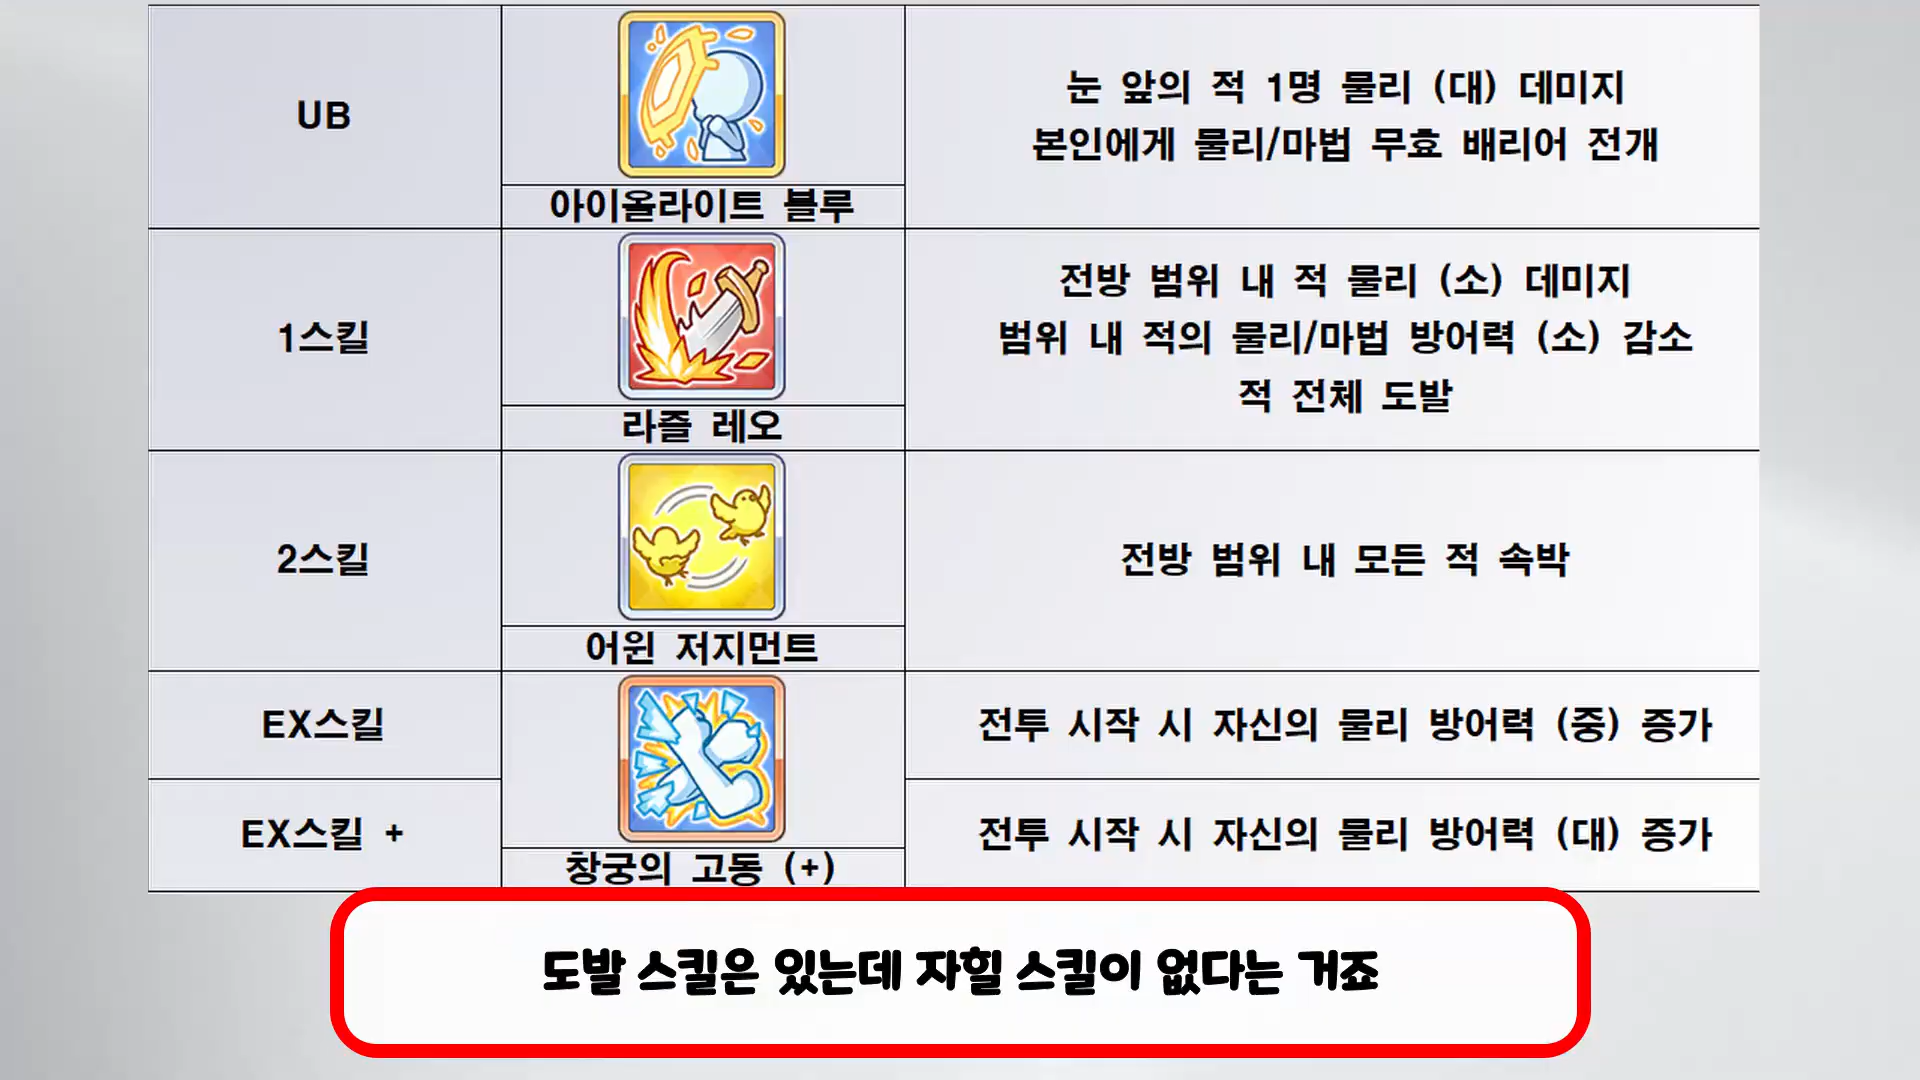 UB
아이올라이트 블루
눈 앞의 적 1명 물리 (대) 데미지
본인에게 물리/마법 무효 배리어 전개
1스킬
라즐 레오
전방 범위 내 적 물리 (소) 데미지
범위 내 적의 물리/마법 방어력 (소) 감소
적 전체 도발
2스킬
어윈 저지먼트
전방 범위 내 모든 적 속박
EX스킬
전투 시작 시 자신의 물리 방어력 (중) 증가
EX스킬 +
전투 시작 시 자신의 물리 방어력 (대) 증가
창궁의 고동 (+)
도발 스킬은 있는데 자힐 스킬이 없다는 거죠